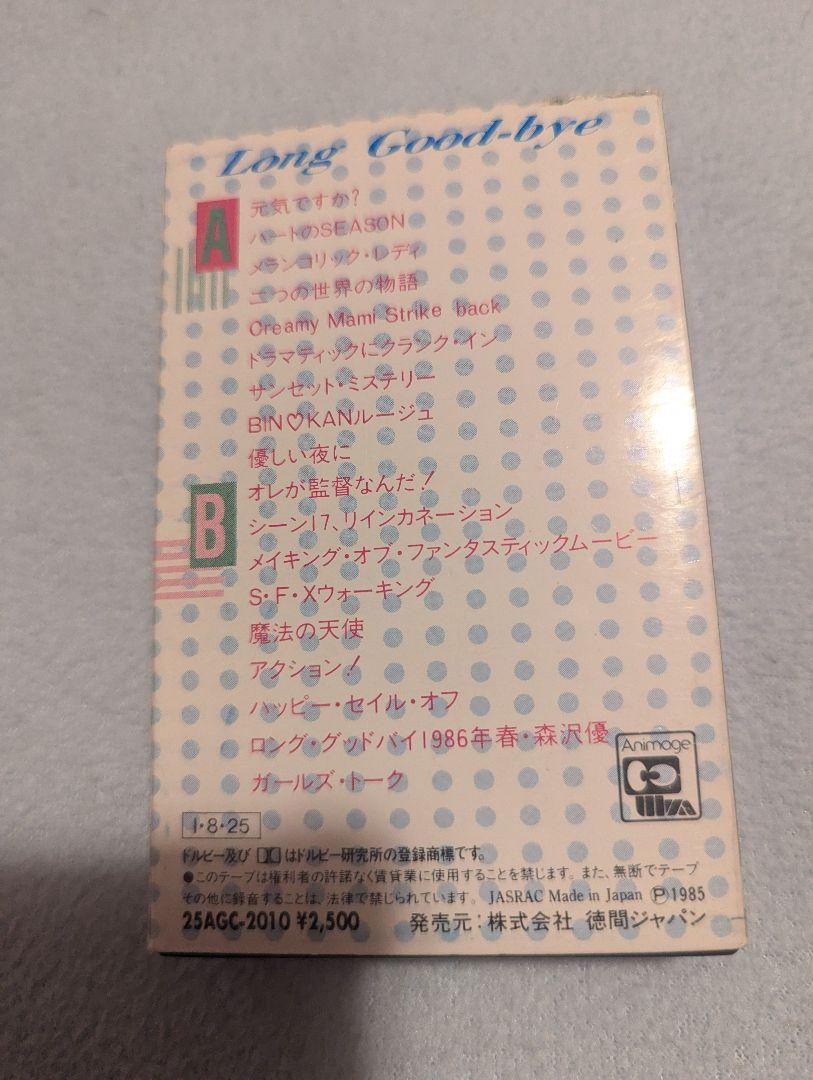 Long Good-bye
A
元気ですか?
ハートのSEASON
メランコリック・レディ
二つの世界の物語
Creamy Mami Strike back
ドラマティックにクランク・イン
サンセット・ミステリー
BIN♡KANルージュ
優しい夜に
B
オレが監督なんだ!
シーン17、リインカネーション
メイキング・オブ・ファンタスティックムービー
S・F・Xウォーキング
魔法の天使
アクション!
ハッピー・セイル・オフ
ロング・グッドバイ1986年春・森沢優
ガールズ・トーク
Animage
1・8・25
ドルビー及び はドルビー研究所の登録商標です。
●このテープは権利者の許諾なく賃貸業に使用することを禁じます。また、無断でテープ
その他に録音することは、法律で禁じられています。 JASRAC Made in Japan Ⓟ1985
25AGC-2010 ¥2,500 発売元:株式会社 徳間ジャパン